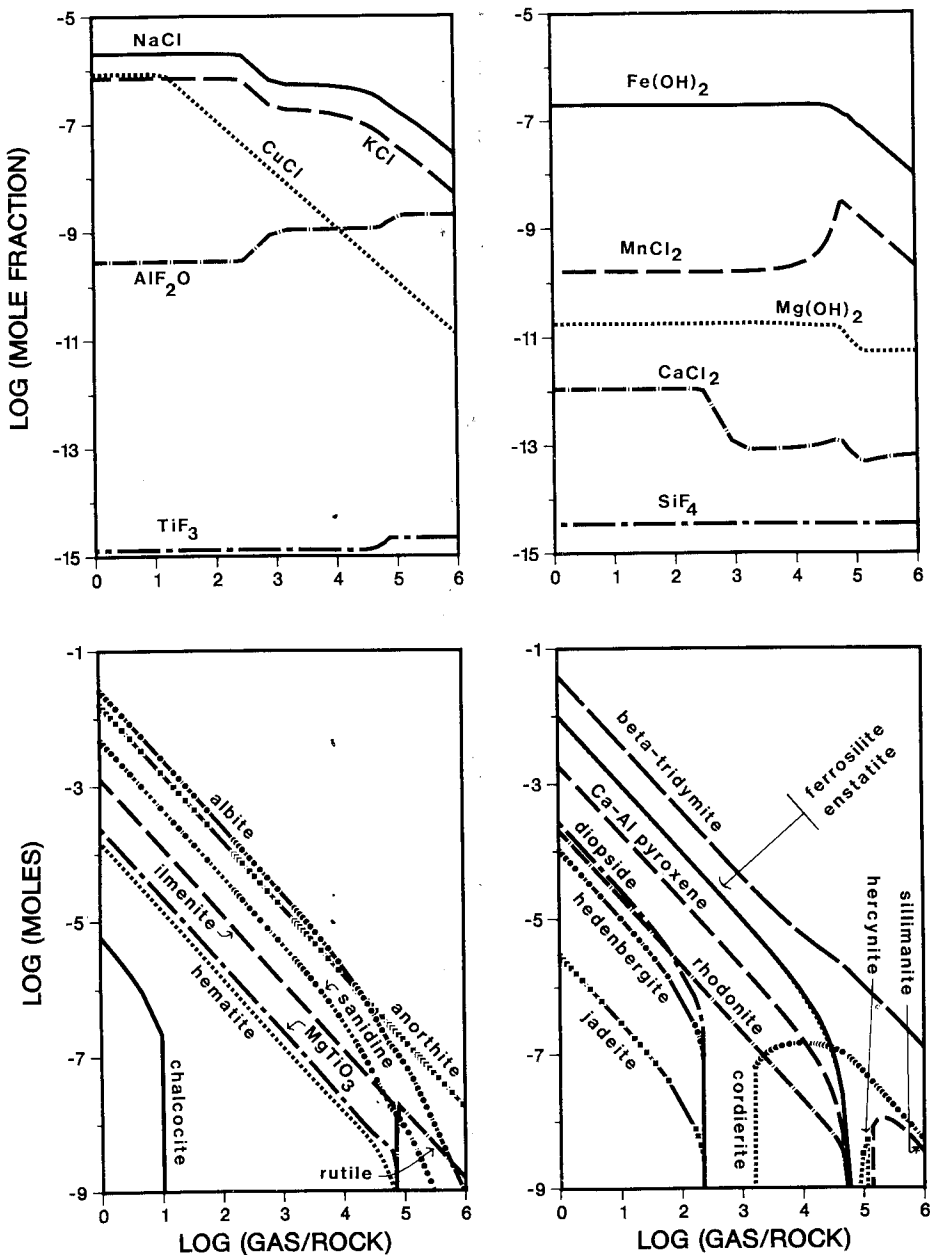 -5
-7
-9
-11
-13
-15
LOG (MOLE FRACTION)
NaCl
CuCl
KCl
AlF2O
TiF3
0 1 2 3 4 5 6
-5
-7
-9
-11
-13
-15
Fe(OH)2
MnCl2
Mg(OH)2
CaCl2
SiF4
0 1 2 3 4 5 6
-1
-3
-5
-7
-9
LOG (MOLES)
albite
ilmenite
hematite
MgTiO3
sanidine
anorthite
chalcocite
rutile
0 1 2 3 4 5 6
LOG (GAS/ROCK)
-1
-3
-5
-7
-9
beta-tridymite
ferrosilite
enstatite
Ca-Al pyroxene
diopside
hedenbergite
rhodonite
jadeite
cordierite
hercynite
sillimanite
0 1 2 3 4 5 6
LOG (GAS/ROCK)